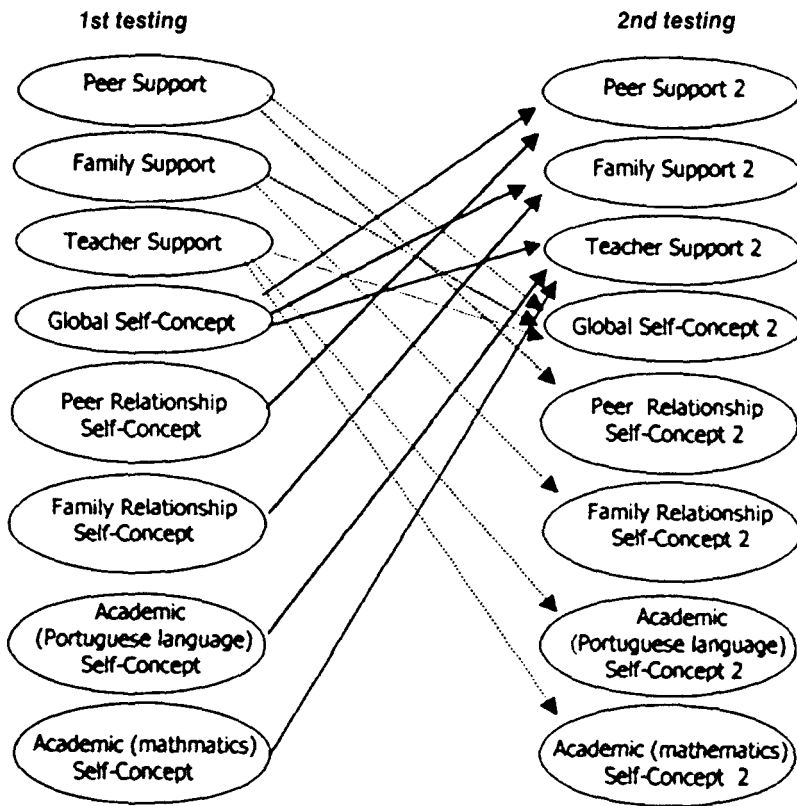 1st testing
2nd testing
Peer Support
Family Support
Teacher Support
Global Self-Concept
Peer Relationship
Self-Concept
Family Relationship
Self-Concept
Academic
(Portuguese language)
Self-Concept
Academic (mathmatics)
Self-Concept
Peer Support 2
Family Support 2
Teacher Support 2
Global Self-Concept 2
Peer Relationship
Self-Concept 2
Family Relationship
Self-Concept 2
Academic
(Portuguese language)
Self-Concept 2
Academic (mathematics)
Self-Concept 2